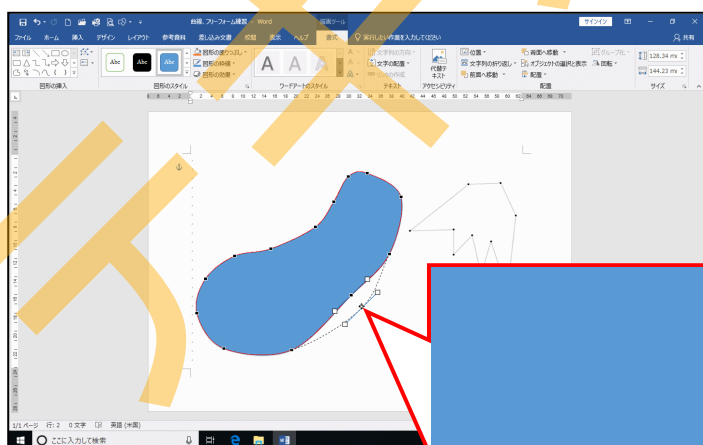 曲線、フリーフォーム練習 - Word 描画ツール サインイン
ファイル ホーム 挿入 デザイン レイアウト 参考資料 差し込み文書 校閲 表示 ヘルプ 書式 実行したい作業を入力してください 共有
Abc Abc Abc
図形の塗りつぶし
図形の枠線
図形の効果
A A A
文字列の方向
文字の配置
代替テキスト
位置
文字列の折り返し
前面へ移動
背面へ移動
オブジェクトの選択と表示
配置
グループ化
回転
128.34 mm
144.23 mm
図形の挿入 図形のスタイル ワードアートのスタイル テキスト アクセシビリティ 配置 サイズ
1/1 ページ 行: 2 0 文字 英語 (米国)
ここに入力して検索